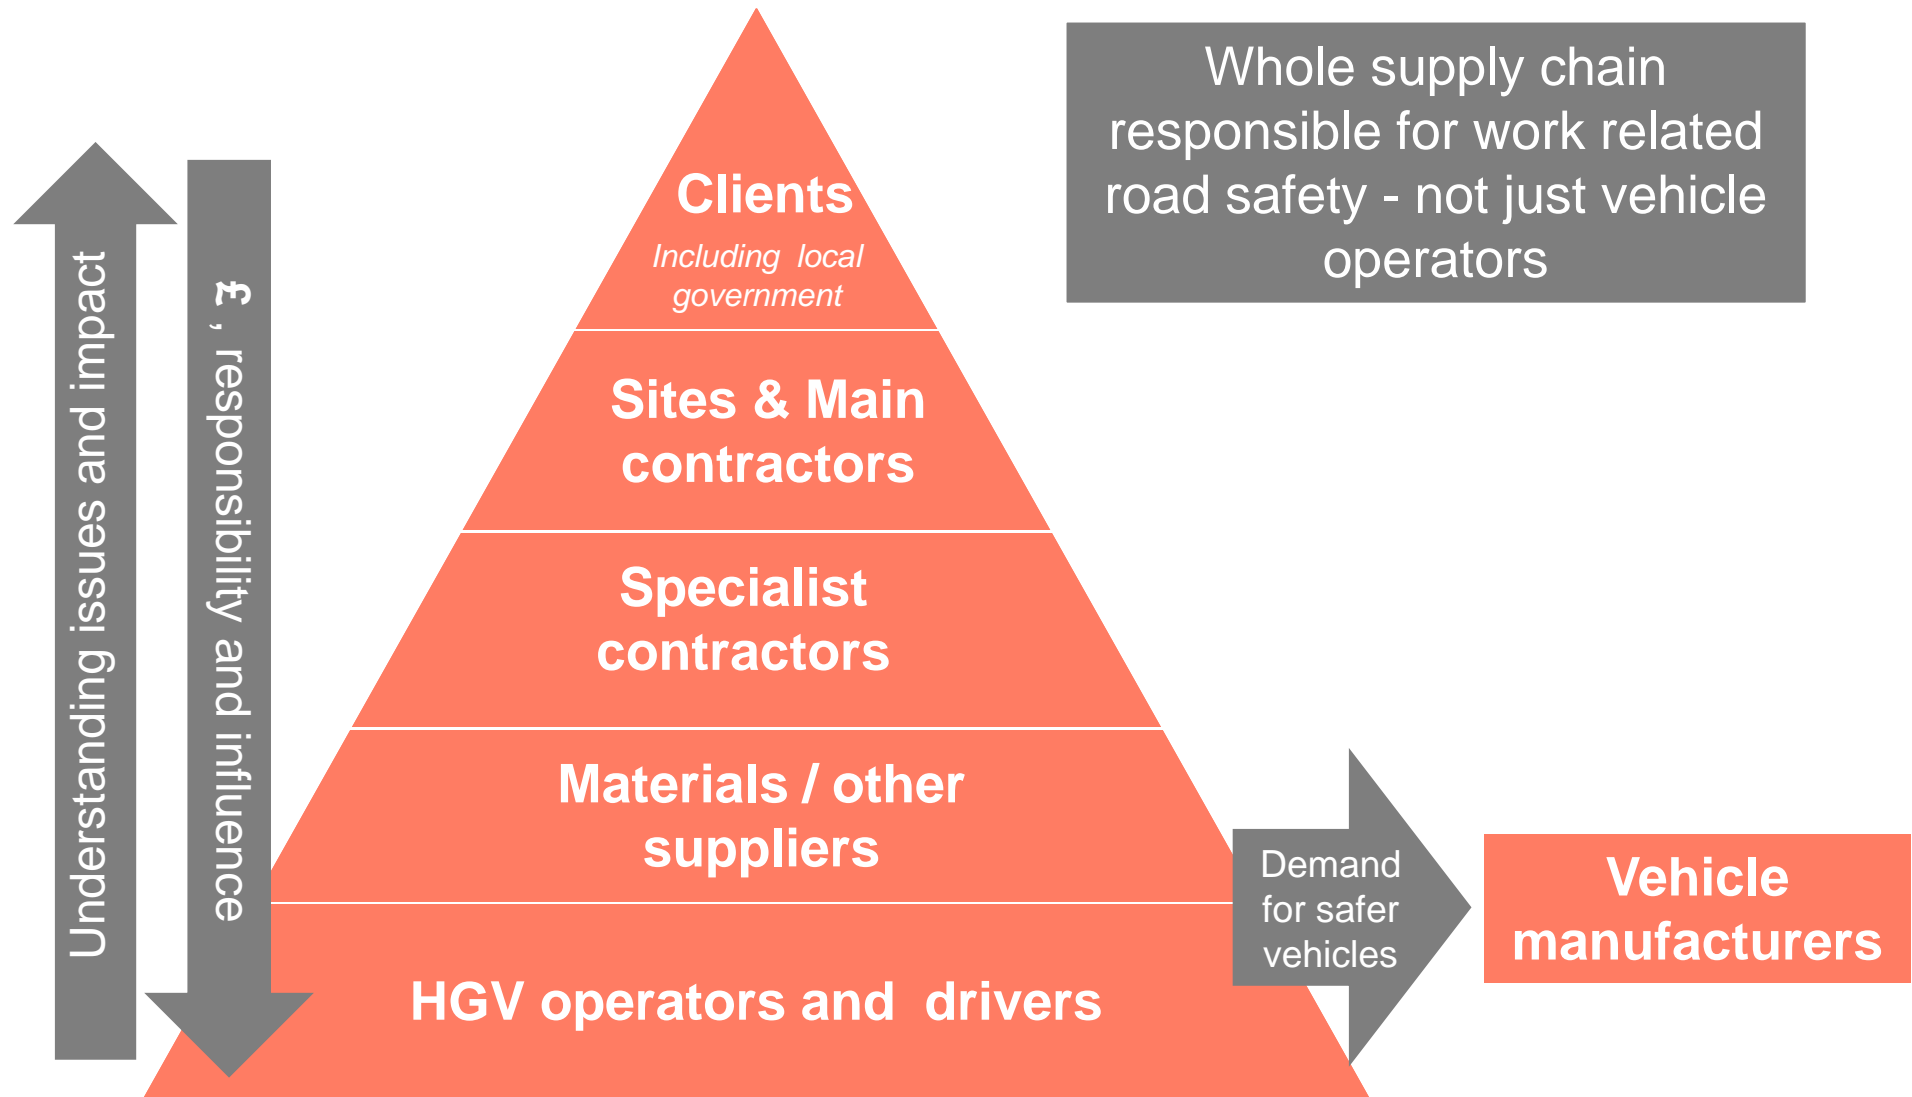 Whole supply chain
responsible for work related
road safety - not just vehicle
operators
Understanding issues and impact
£ , responsibility and influence
Clients
Including local
government
Sites & Main
contractors
Specialist
contractors
Materials / other
suppliers
HGV operators and drivers
Demand
for safer
vehicles
Vehicle
manufacturers